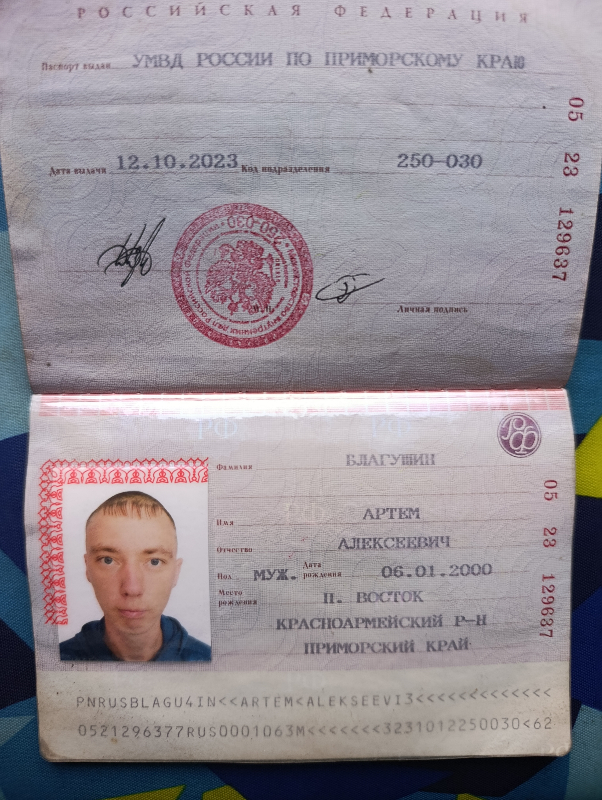 РОССИЙСКАЯ ФЕДЕРАЦИЯ
Паспорт выдан УМВД РОССИИ ПО ПРИМОРСКОМУ КРАЮ
Дата выдачи 12.10.2023 Код подразделения 250-030
05 23 129637
Личная подпись
РФ
Фамилия БЛАГУШИН
Имя АРТЕМ
Отчество АЛЕКСЕЕВИЧ
Пол МУЖ. Дата рождения 06.01.2000
Место рождения П. ВОСТОК
КРАСНОАРМЕЙСКИЙ Р-Н
ПРИМОРСКИЙ КРАЙ
05 23 129637
PNRUSBLAGU4IN<<ARTEM<ALEKSEEVI3<<<<<<<<<<<<<
0521296377RUS0001063M<<<<<<<3231012250030<62